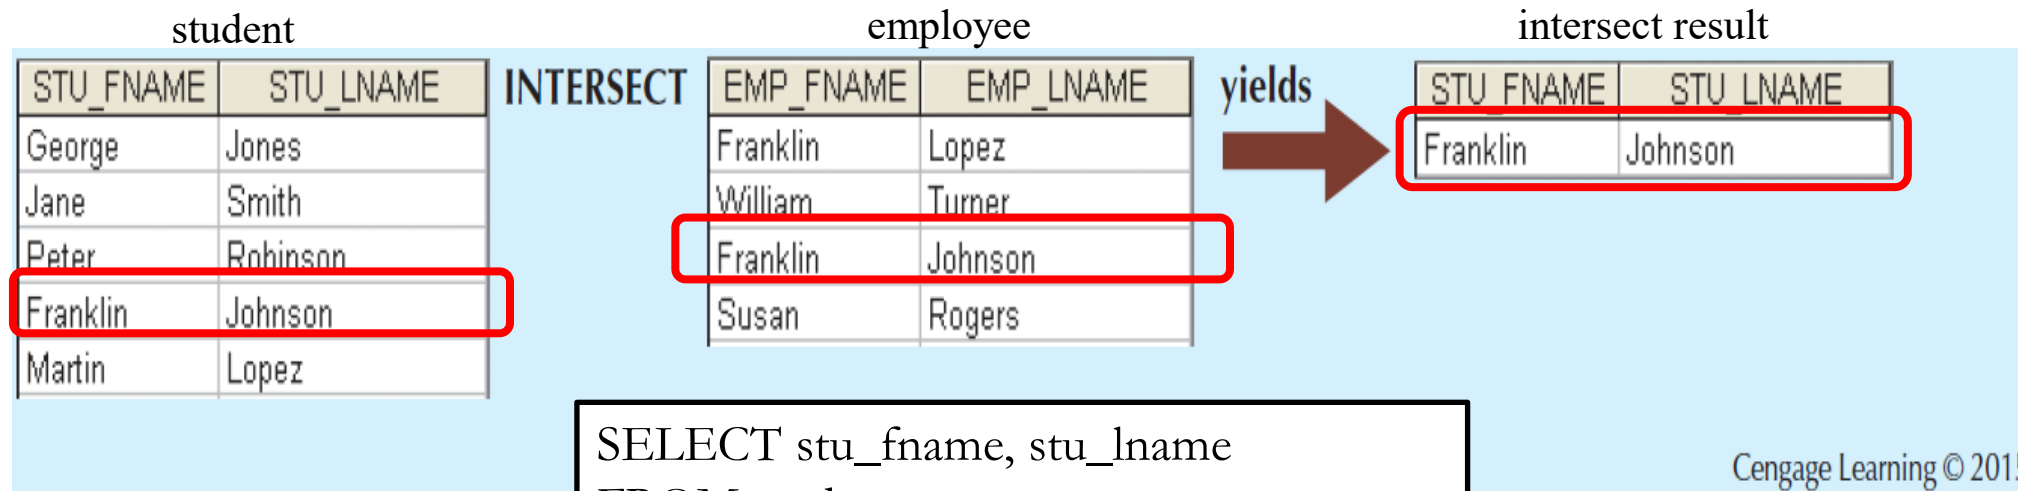 student employee intersect result
STU_FNAME STU_LNAME INTERSECT EMP_FNAME EMP_LNAME yields STU_FNAME STU_LNAME
George Jones Franklin Lopez Franklin Johnson
Jane Smith William Turner
Peter Robinson Franklin Johnson
Franklin Johnson Susan Rogers
Martin Lopez
SELECT stu_fname, stu_lname
Cengage Learning © 2015